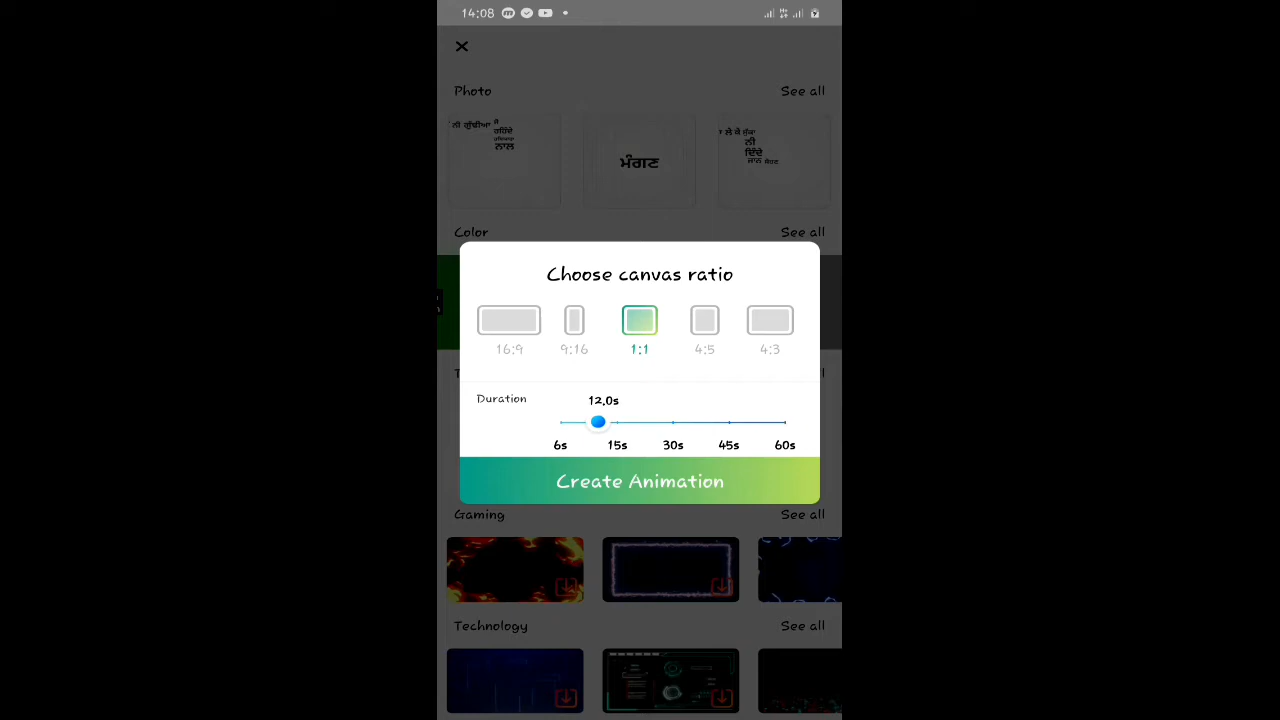 14:08
Photo See all
ਨੀ ਗੁੱਢੀਆ ਜੋ
ਰਹਿੰਦੇ
ਨਾਲ
ਮੰਗਣ
ਲੈ ਕੇ ਸੁੱਕਾ
ਨੀ
ਦਿੰਦੇ
ਜਾਨ ਸੋਹਣ
Color See all
Choose canvas ratio
16:9 9:16 1:1 4:5 4:3
Duration 12.0s
6s 15s 30s 45s 60s
Create Animation
Gaming See all
Technology See all